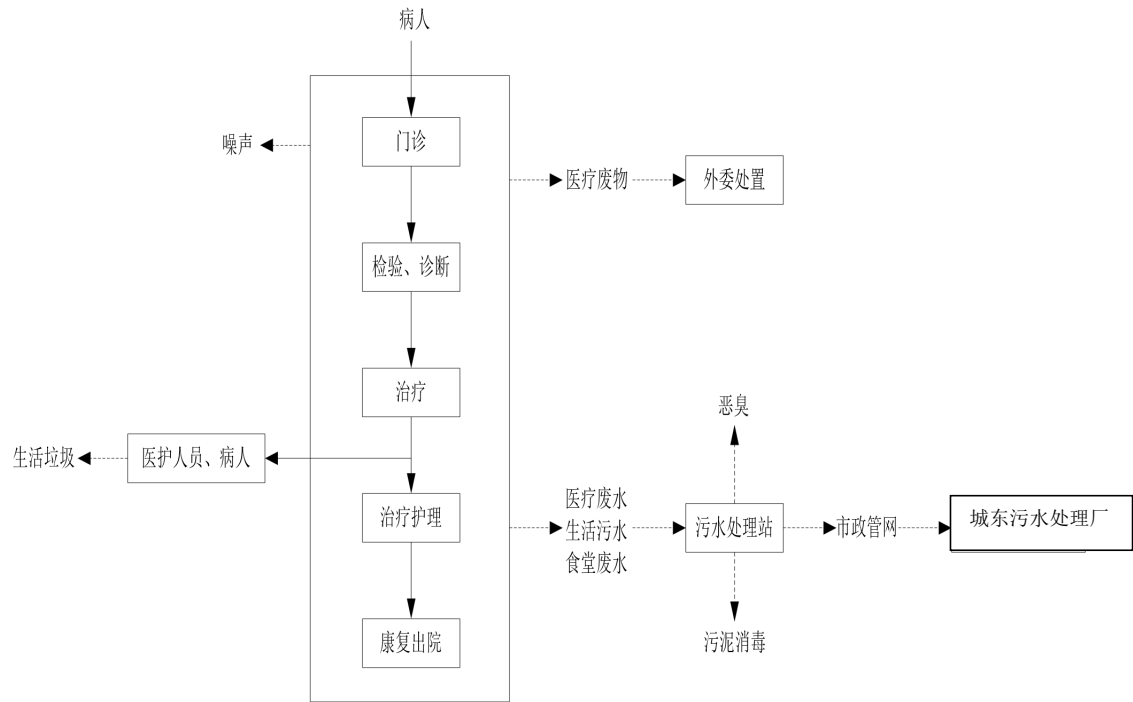 病人
门诊
噪声
医疗废物
外委处置
检验、诊断
治疗
恶臭
生活垃圾
医护人员、病人
治疗护理
医疗废水
生活污水
食堂废水
污水处理站
市政管网
城东污水处理厂
康复出院
污泥消毒